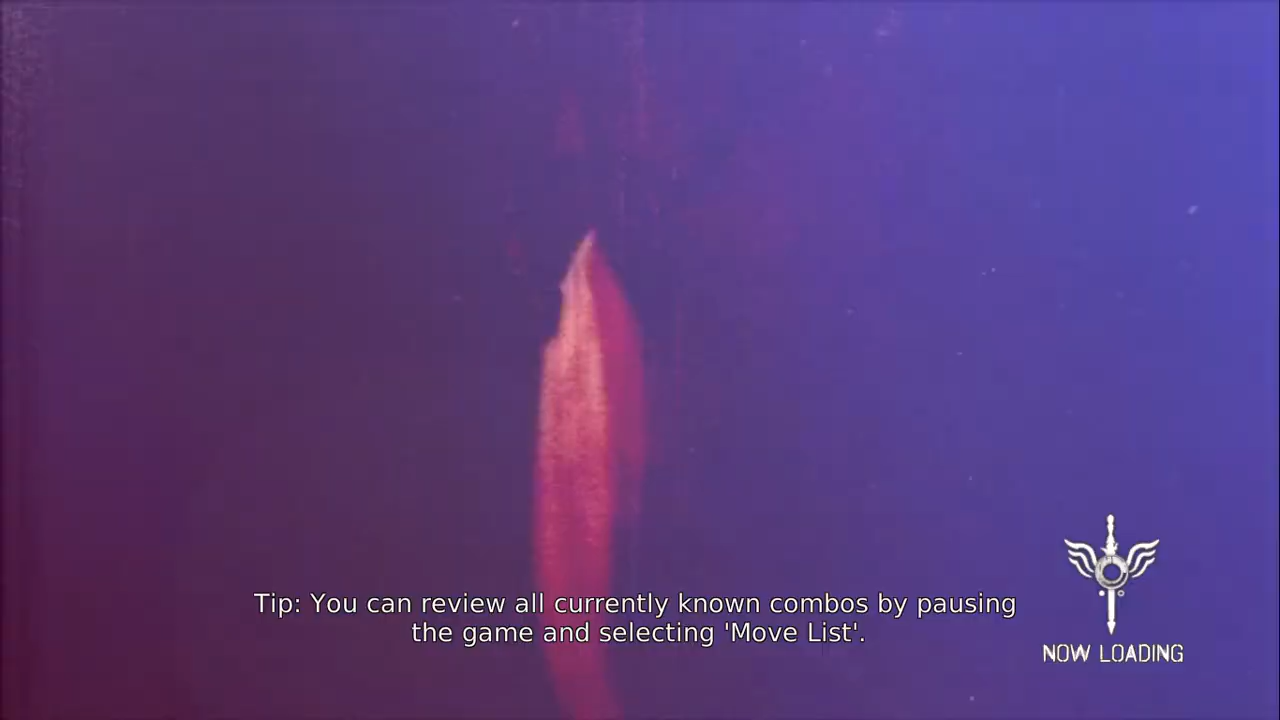 Tip: You can review all currently known combos by pausing
the game and selecting 'Move List'.
NOW LOADING